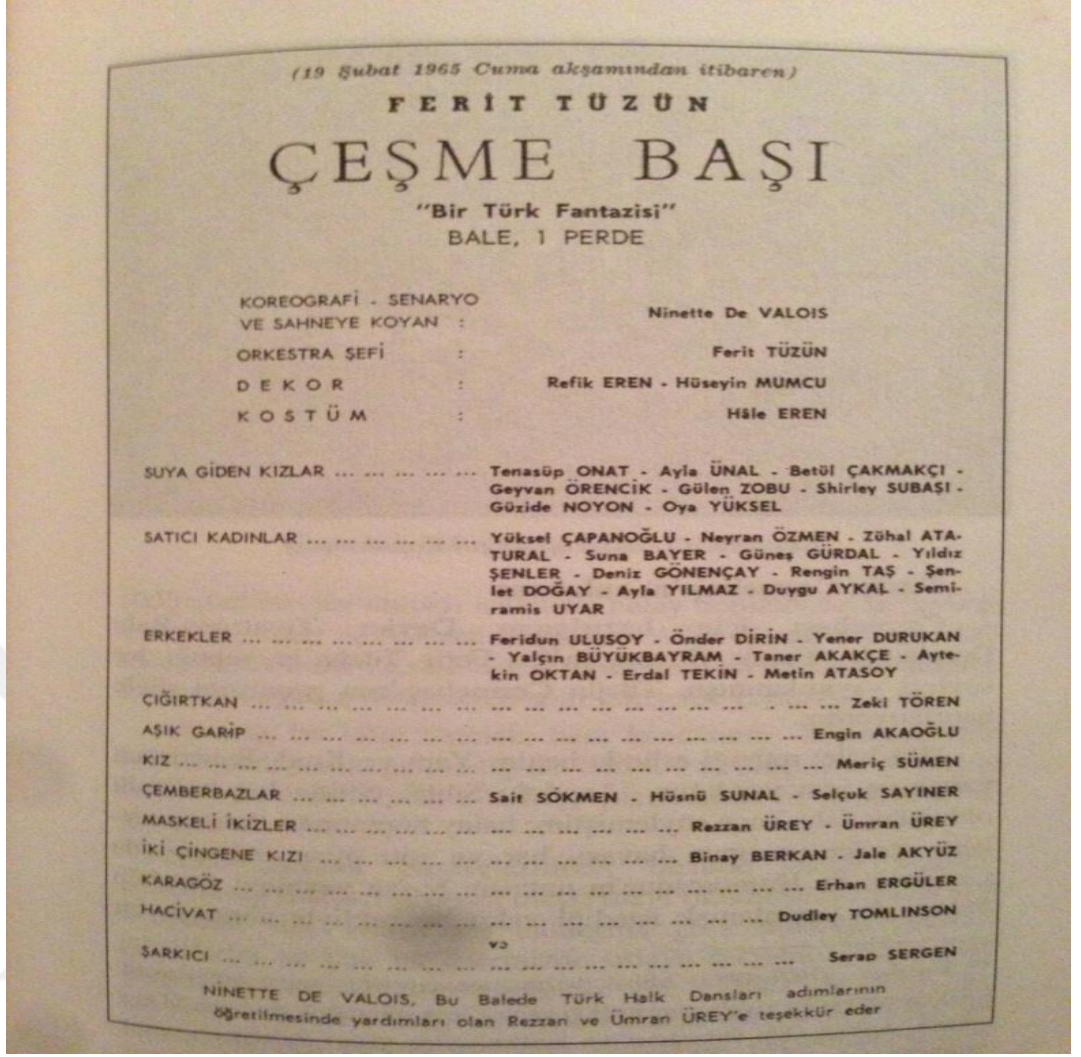 (19 Şubat 1965 Cuma akşamından itibaren)
FERİT TÜZÜN
ÇEŞME BAŞI
"Bir Türk Fantazisi"
BALE, 1 PERDE
KOREOGRAFİ - SENARYO
VE SAHNEYE KOYAN : Ninette De VALOIS
ORKESTRA ŞEFİ : Ferit TÜZÜN
DEKOR : Refik EREN - Hüseyin MUMCU
KOSTÜM : Hâle EREN
SUYA GİDEN KIZLAR ... ... ... ... ... Tenasüp ONAT - Ayla ÜNAL - Betül ÇAKMAKÇI -
Geyvan ÖRENCİK - Gülen ZOBU - Shirley SUBAŞI -
Güzide NOYON - Oya YÜKSEL
SATICI KADINLAR ... ... ... ... ... ... Yüksel ÇAPANOĞLU - Neyran ÖZMEN - Zühal ATA-
TURAL - Suna BAYER - Güneş GÜRDAL - Yıldız
ŞENLER - Deniz GÖNENÇAY - Rengin TAŞ - Şen-
let DOĞAY - Ayla YILMAZ - Duygu AYKAL - Semi-
ramis UYAR
ERKEKLER ... ... ... ... ... ... ... ... Feridun ULUSOY - Önder DİRİN - Yener DURUKAN
- Yalçın BÜYÜKBAYRAM - Taner AKAKÇE - Ayte-
kin OKTAN - Erdal TEKİN - Metin ATASOY
ÇIĞIRTKAN ... ... ... ... ... ... ... ... ... ... ... ... ... ... . ... ... Zeki TÖREN
AŞIK GARİP ... ... ... ... ... ... ... ... ... ... ... ... ... ... ... Engin AKAOĞLU
KIZ ... ... ... ... ... ... ... ... ... ... ... ... ... ... ... ... ... ... Meriç SÜMEN
ÇEMBERBAZLAR ... ... ... ... ... ... Sait SÖKMEN - Hüsnü SUNAL - Selçuk SAYINER
MASKELİ İKİZLER ... ... ... ... ... ... ... ... ... ... Rezzan ÜREY - Ümran ÜREY
İKİ ÇİNGENE KIZI ... ... ... ... ... ... ... ... ... ... Binay BERKAN - Jale AKYÜZ
KARAGÖZ ... ... ... ... ... ... ... ... ... ... ... ... ... ... ... ... Erhan ERGÜLER
HACİVAT ... ... ... ... ... ... ... ... ... ... ... ... ... ... ... Dudley TOMLINSON
va
ŞARKICI ... ... ... ... ... ... ... ... ... ... ... ... ... ... ... ... Serap SERGEN
NINETTE DE VALOIS, Bu Balede Türk Halk Dansları adımlarının
öğretilmesinde yardımları olan Rezzan ve Ümran ÜREY'e teşekkür eder